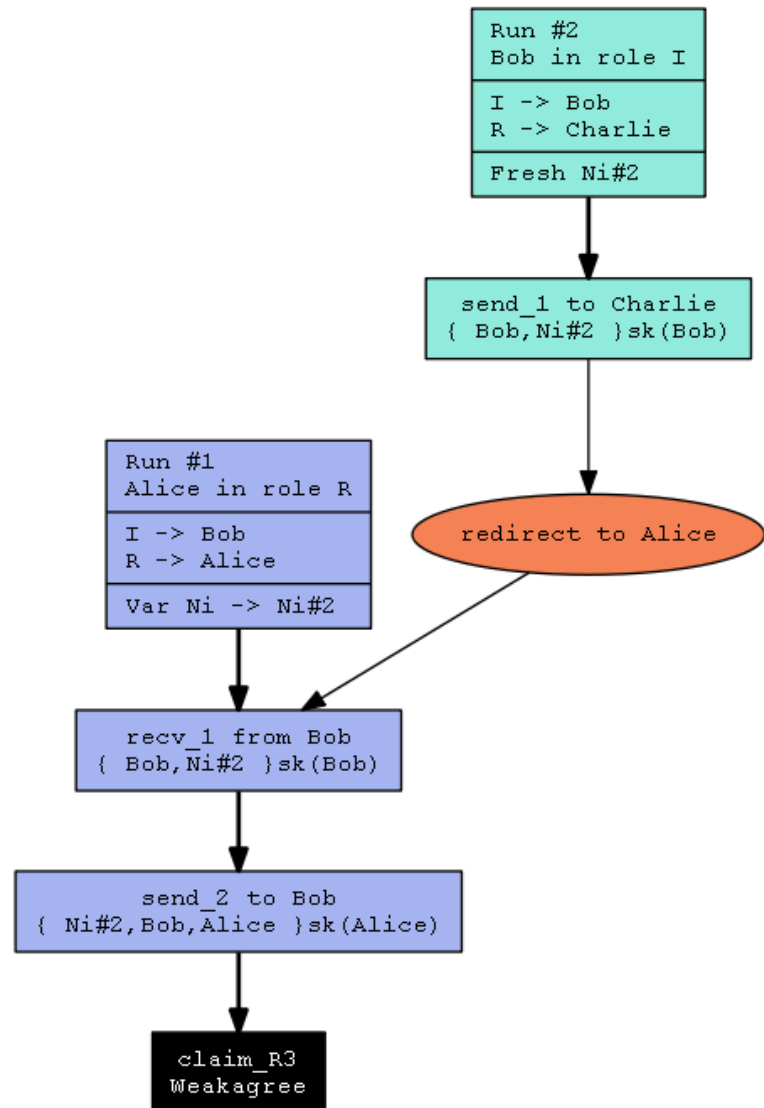 Run #2
Bob in role I
I -> Bob
R -> Charlie
Fresh Ni#2
send_1 to Charlie
{ Bob,Ni#2 }sk(Bob)
Run #1
Alice in role R
I -> Bob
R -> Alice
Var Ni -> Ni#2
redirect to Alice
recv_1 from Bob
{ Bob,Ni#2 }sk(Bob)
send_2 to Bob
{ Ni#2,Bob,Alice }sk(Alice)
claim_R3
Weakagree